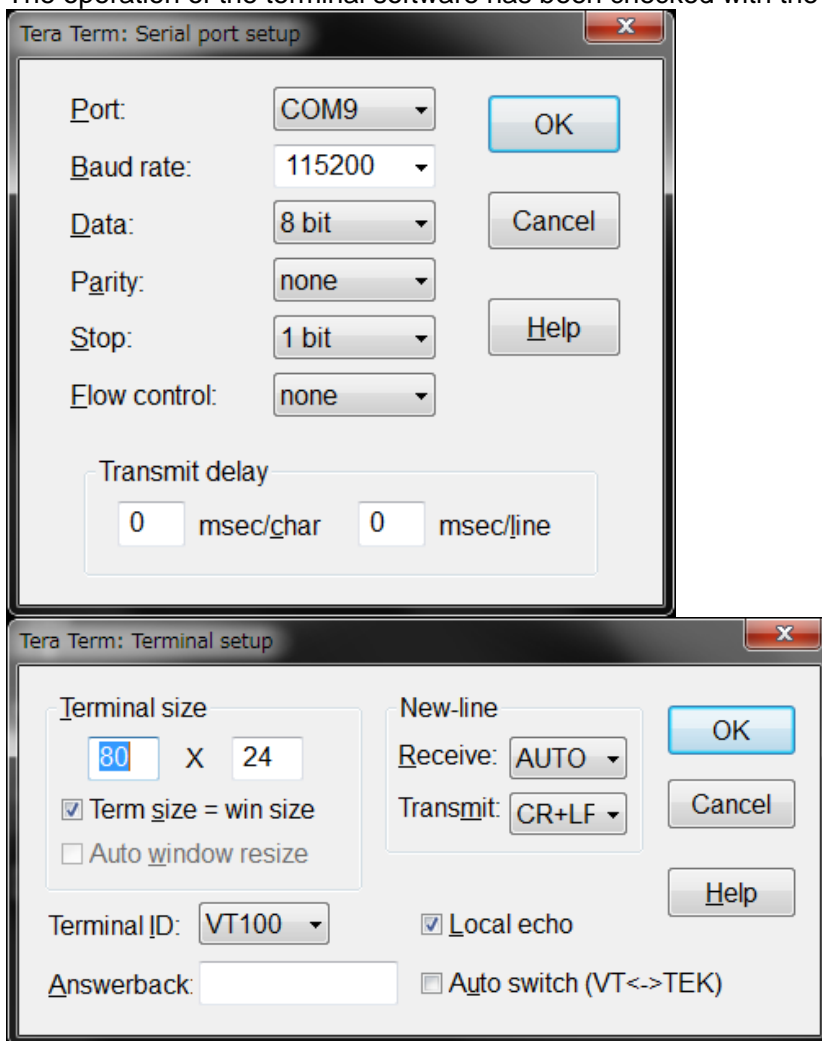 The operation of the terminal software has been checked with the
Tera Term: Serial port setup
Port: COM9 OK
Baud rate: 115200
Data: 8 bit Cancel
Parity: none
Stop: 1 bit Help
Flow control: none
Transmit delay
0 msec/char 0 msec/line
Tera Term: Terminal setup
Terminal size New-line
80 X 24 Receive: AUTO OK
Term size = win size Transmit: CR+LF Cancel
Auto window resize
Help
Terminal ID: VT100 Local echo
Answerback: Auto switch (VT<->TEK)